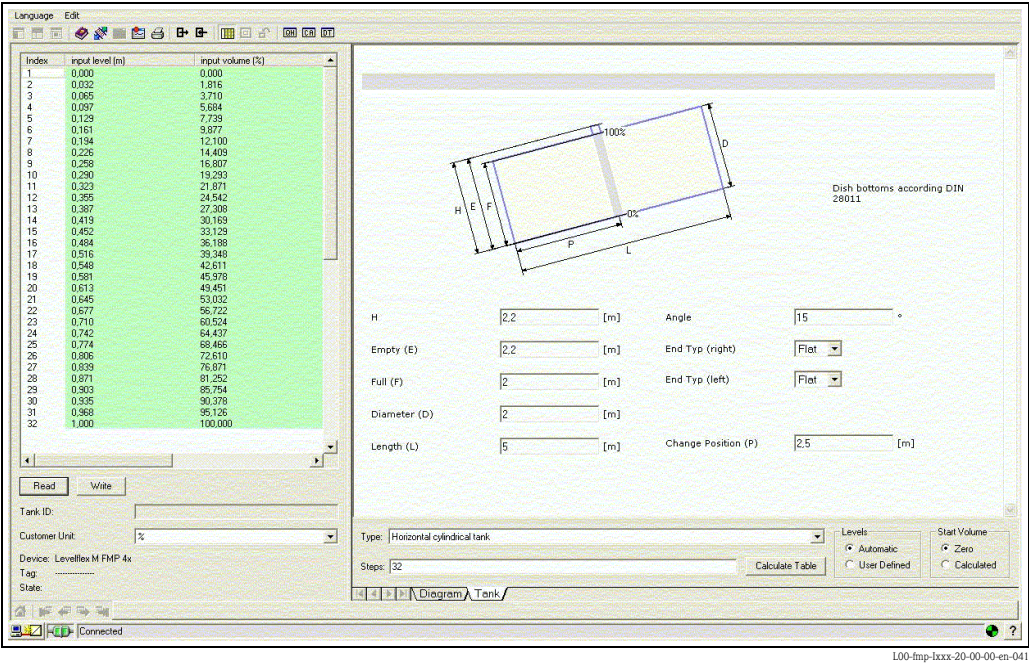 Language Edit
OH CA DT
Index input level (m) input volume (%)
1 0,000 0,000
2 0,032 1,816
3 0,065 3,710
4 0,097 5,684
5 0,129 7,739
6 0,161 9,877
7 0,194 12,100
8 0,226 14,409
9 0,258 16,807
10 0,290 19,293
11 0,323 21,871
12 0,355 24,542
13 0,387 27,308
14 0,419 30,169
15 0,452 33,129
16 0,484 36,188
17 0,516 39,348
18 0,548 42,611
19 0,581 45,978
20 0,613 49,451
21 0,645 53,032
22 0,677 56,722
23 0,710 60,524
24 0,742 64,437
25 0,774 68,466
26 0,806 72,610
27 0,839 76,871
28 0,871 81,252
29 0,903 85,754
30 0,935 90,378
31 0,968 95,126
32 1,000 100,000
Read Write
Tank ID:
Customer Unit: %
Device: Levelflex M FMP 4x
Tag: ---------------
State:
100%
D
H E F
0%
P
L
Dish bottoms according DIN
28011
H 2,2 [m] Angle 15 °
Empty (E) 2,2 [m] End Typ (right) Flat
Full (F) 2 [m] End Typ (left) Flat
Diameter (D) 2 [m]
Length (L) 5 [m] Change Position (P) 2,5 [m]
Type: Horizontal cylindrical tank
Steps: 32 Calculate Table
Levels
Automatic
User Defined
Start Volume
Zero
Calculated
Diagram Tank
Connected
L00-fmp-lxxx-20-00-00-en-041